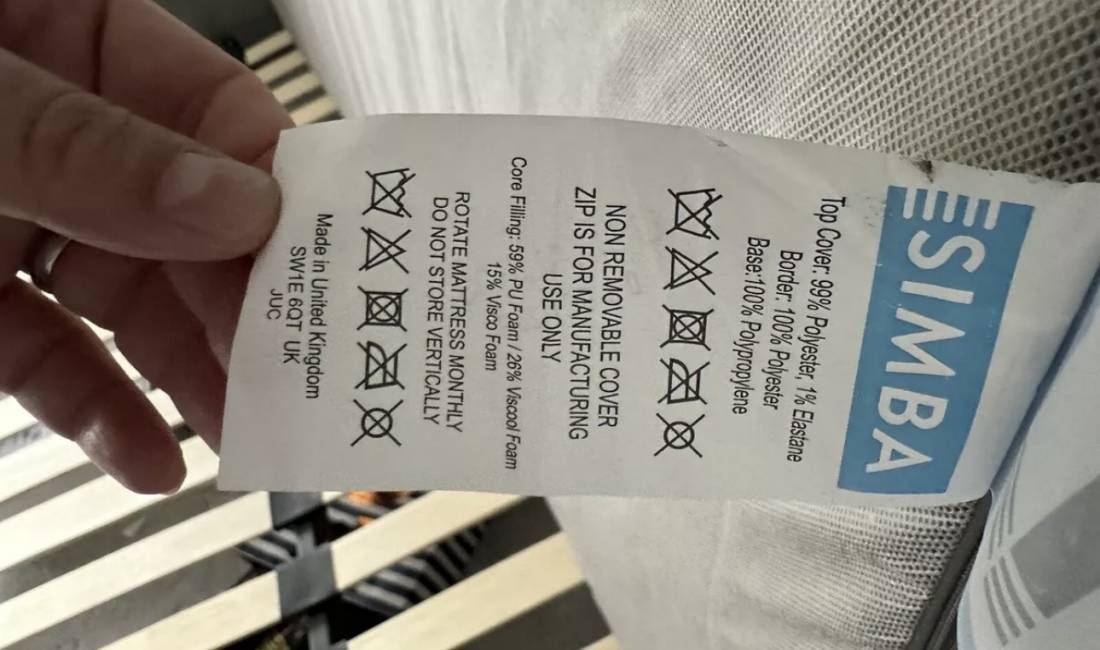 SIMBA
Top Cover: 99% Polyester, 1% Elastane
Border: 100% Polyester
Base:100% Polypropylene
NON REMOVABLE COVER
ZIP IS FOR MANUFACTURING
USE ONLY
Core Filling: 59% PU Foam / 26% Viscool Foam
15% Visco Foam
ROTATE MATTRESS MONTHLY
DO NOT STORE VERTICALLY
Made in United Kingdom
SW1E 6QT UK
JUC